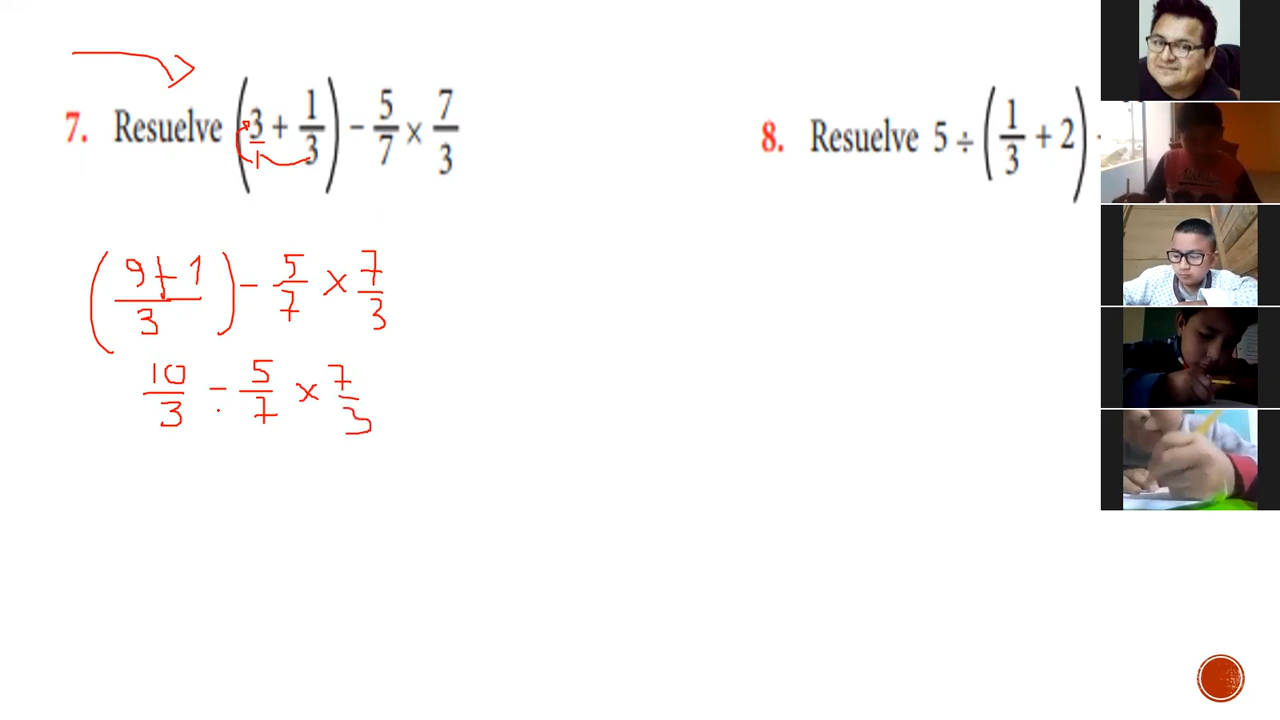 7. Resuelve (3 + 1/3) − 5/7 × 7/3
1
(9+1/3) − 5/7 × 7/3
10/3 − 5/7 × 7/3
8. Resuelve 5 ÷ (1/3 + 2)